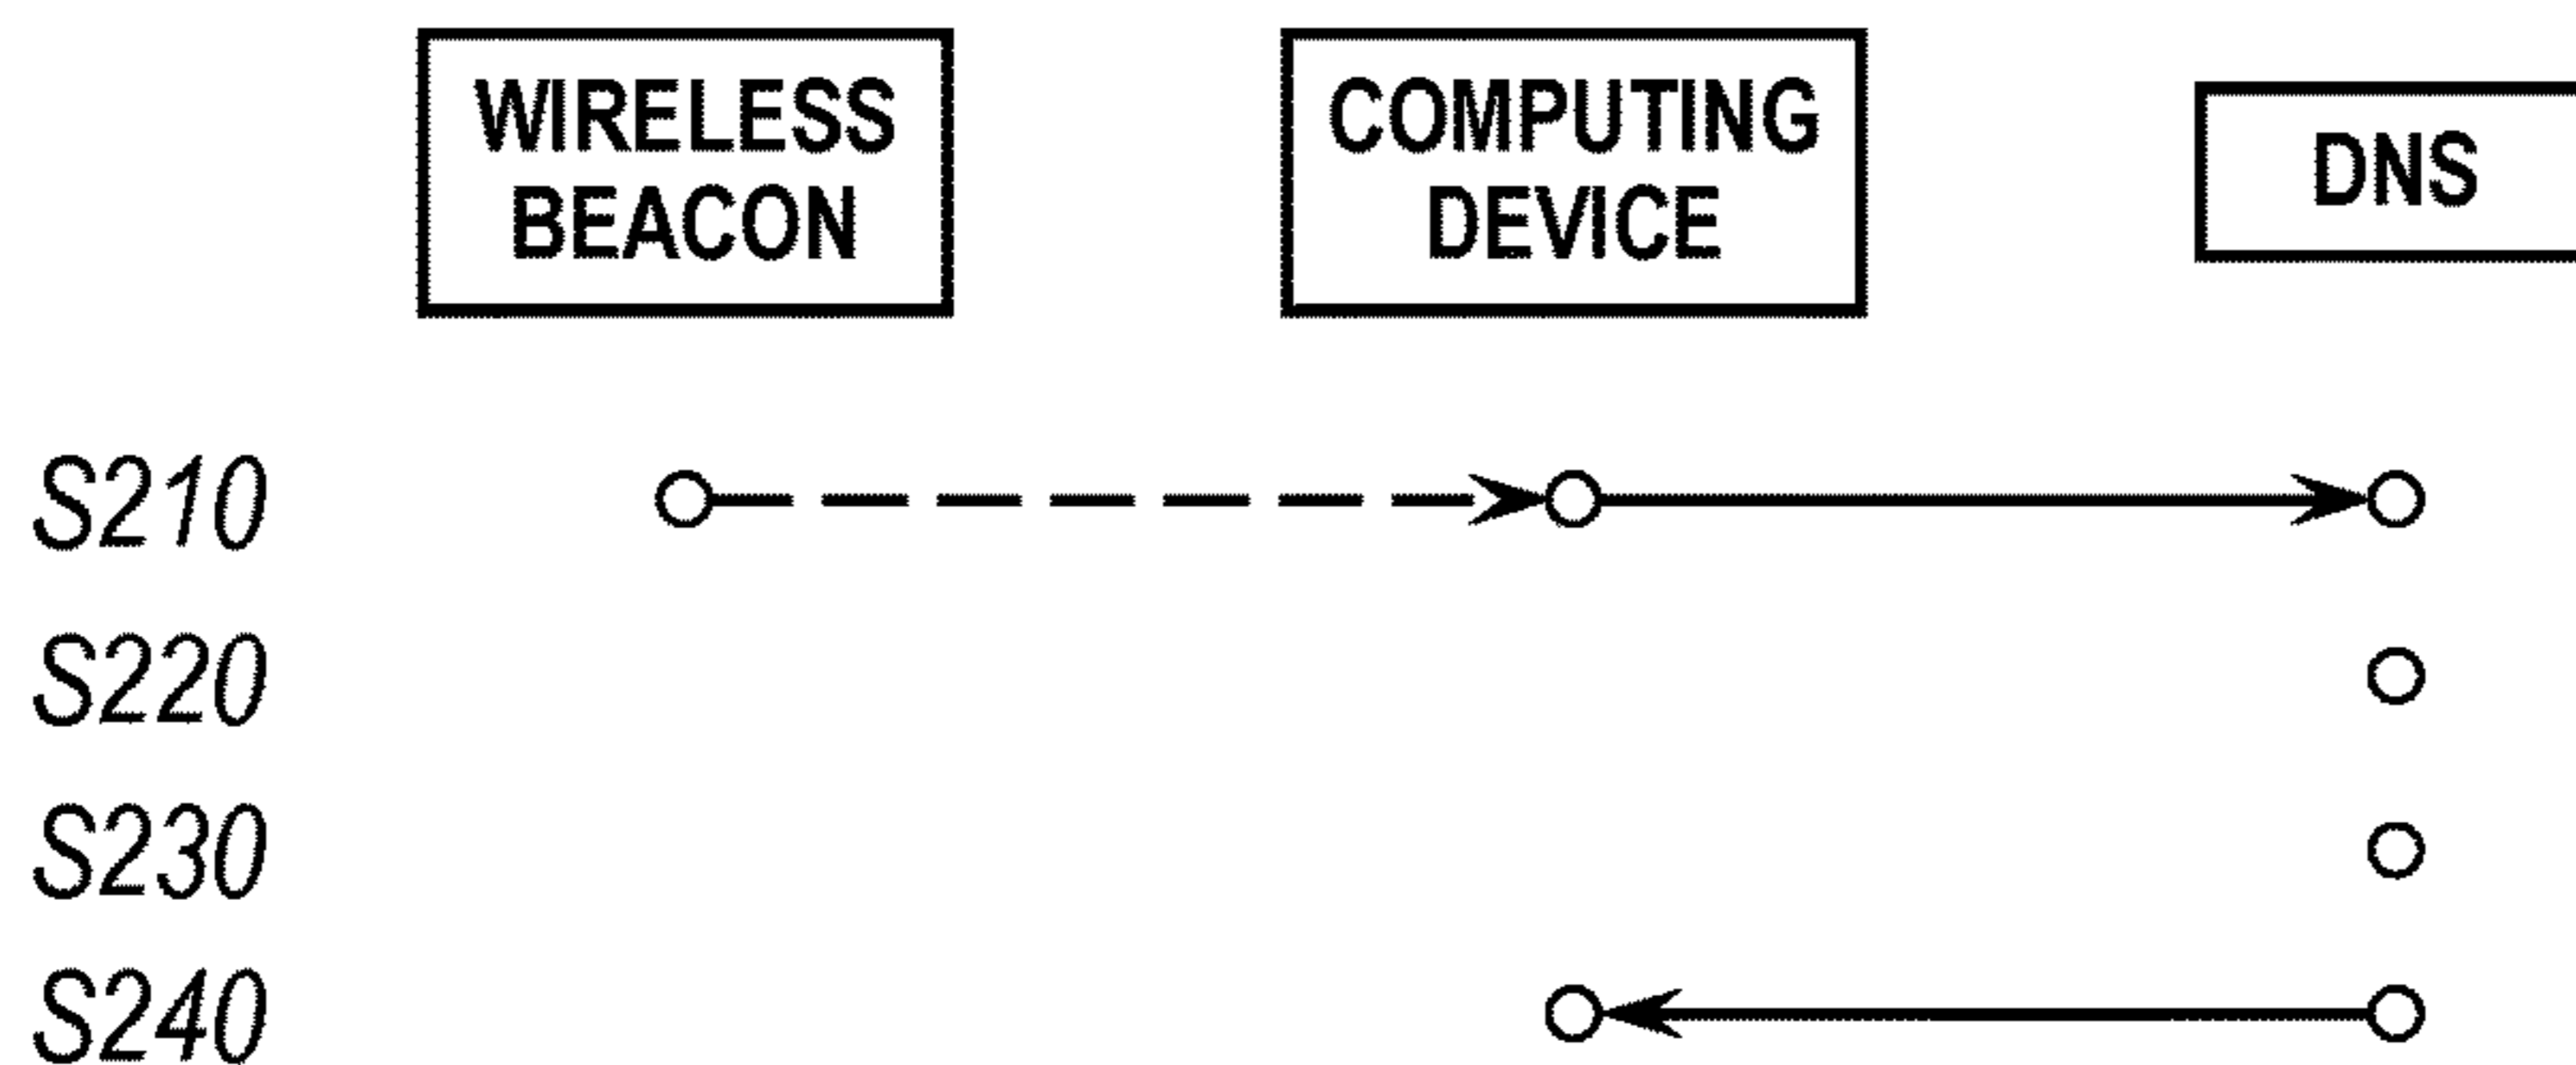 WIRELESS
BEACON
COMPUTING
DEVICE
DNS
S210
S220
S230
S240